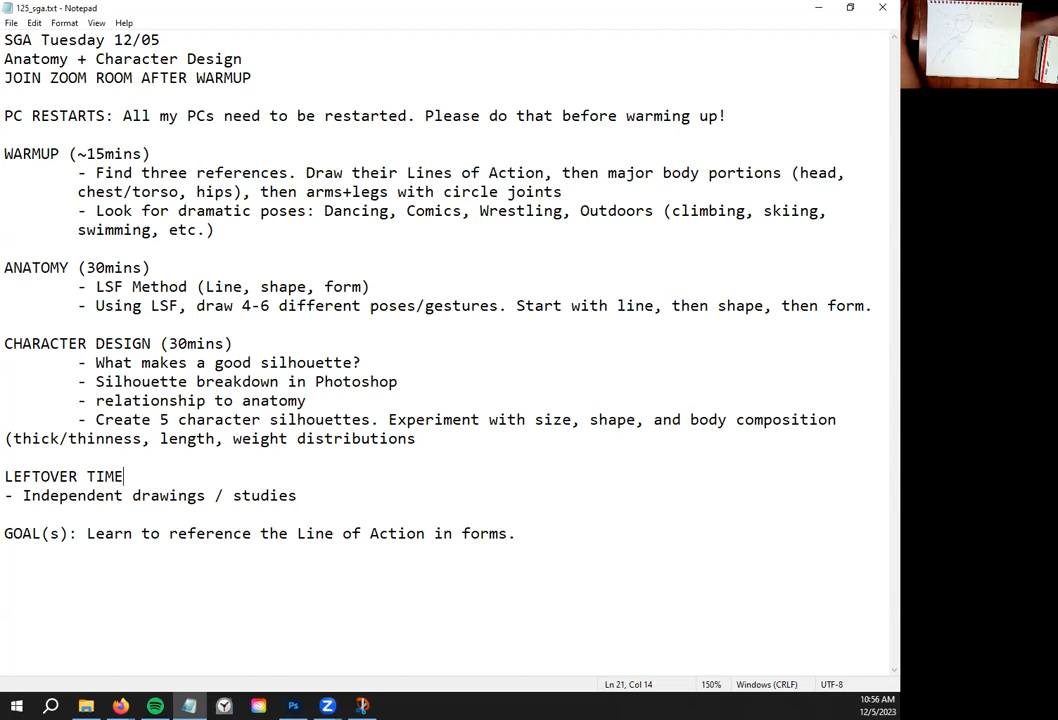 125_sga.txt - Notepad
File Edit Format View Help
SGA Tuesday 12/05
Anatomy + Character Design
JOIN ZOOM ROOM AFTER WARMUP
PC RESTARTS: All my PCs need to be restarted. Please do that before warming up!
WARMUP (~15mins)
- Find three references. Draw their Lines of Action, then major body portions (head,
chest/torso, hips), then arms+legs with circle joints
- Look for dramatic poses: Dancing, Comics, Wrestling, Outdoors (climbing, skiing,
swimming, etc.)
ANATOMY (30mins)
- LSF Method (Line, shape, form)
- Using LSF, draw 4-6 different poses/gestures. Start with line, then shape, then form.
CHARACTER DESIGN (30mins)
- What makes a good silhouette?
- Silhouette breakdown in Photoshop
- relationship to anatomy
- Create 5 character silhouettes. Experiment with size, shape, and body composition
(thick/thinness, length, weight distributions
LEFTOVER TIME
- Independent drawings / studies
GOAL(s): Learn to reference the Line of Action in forms.
Ln 21, Col 14 150% Windows (CRLF) UTF-8
Ps
10:56 AM
12/5/2023